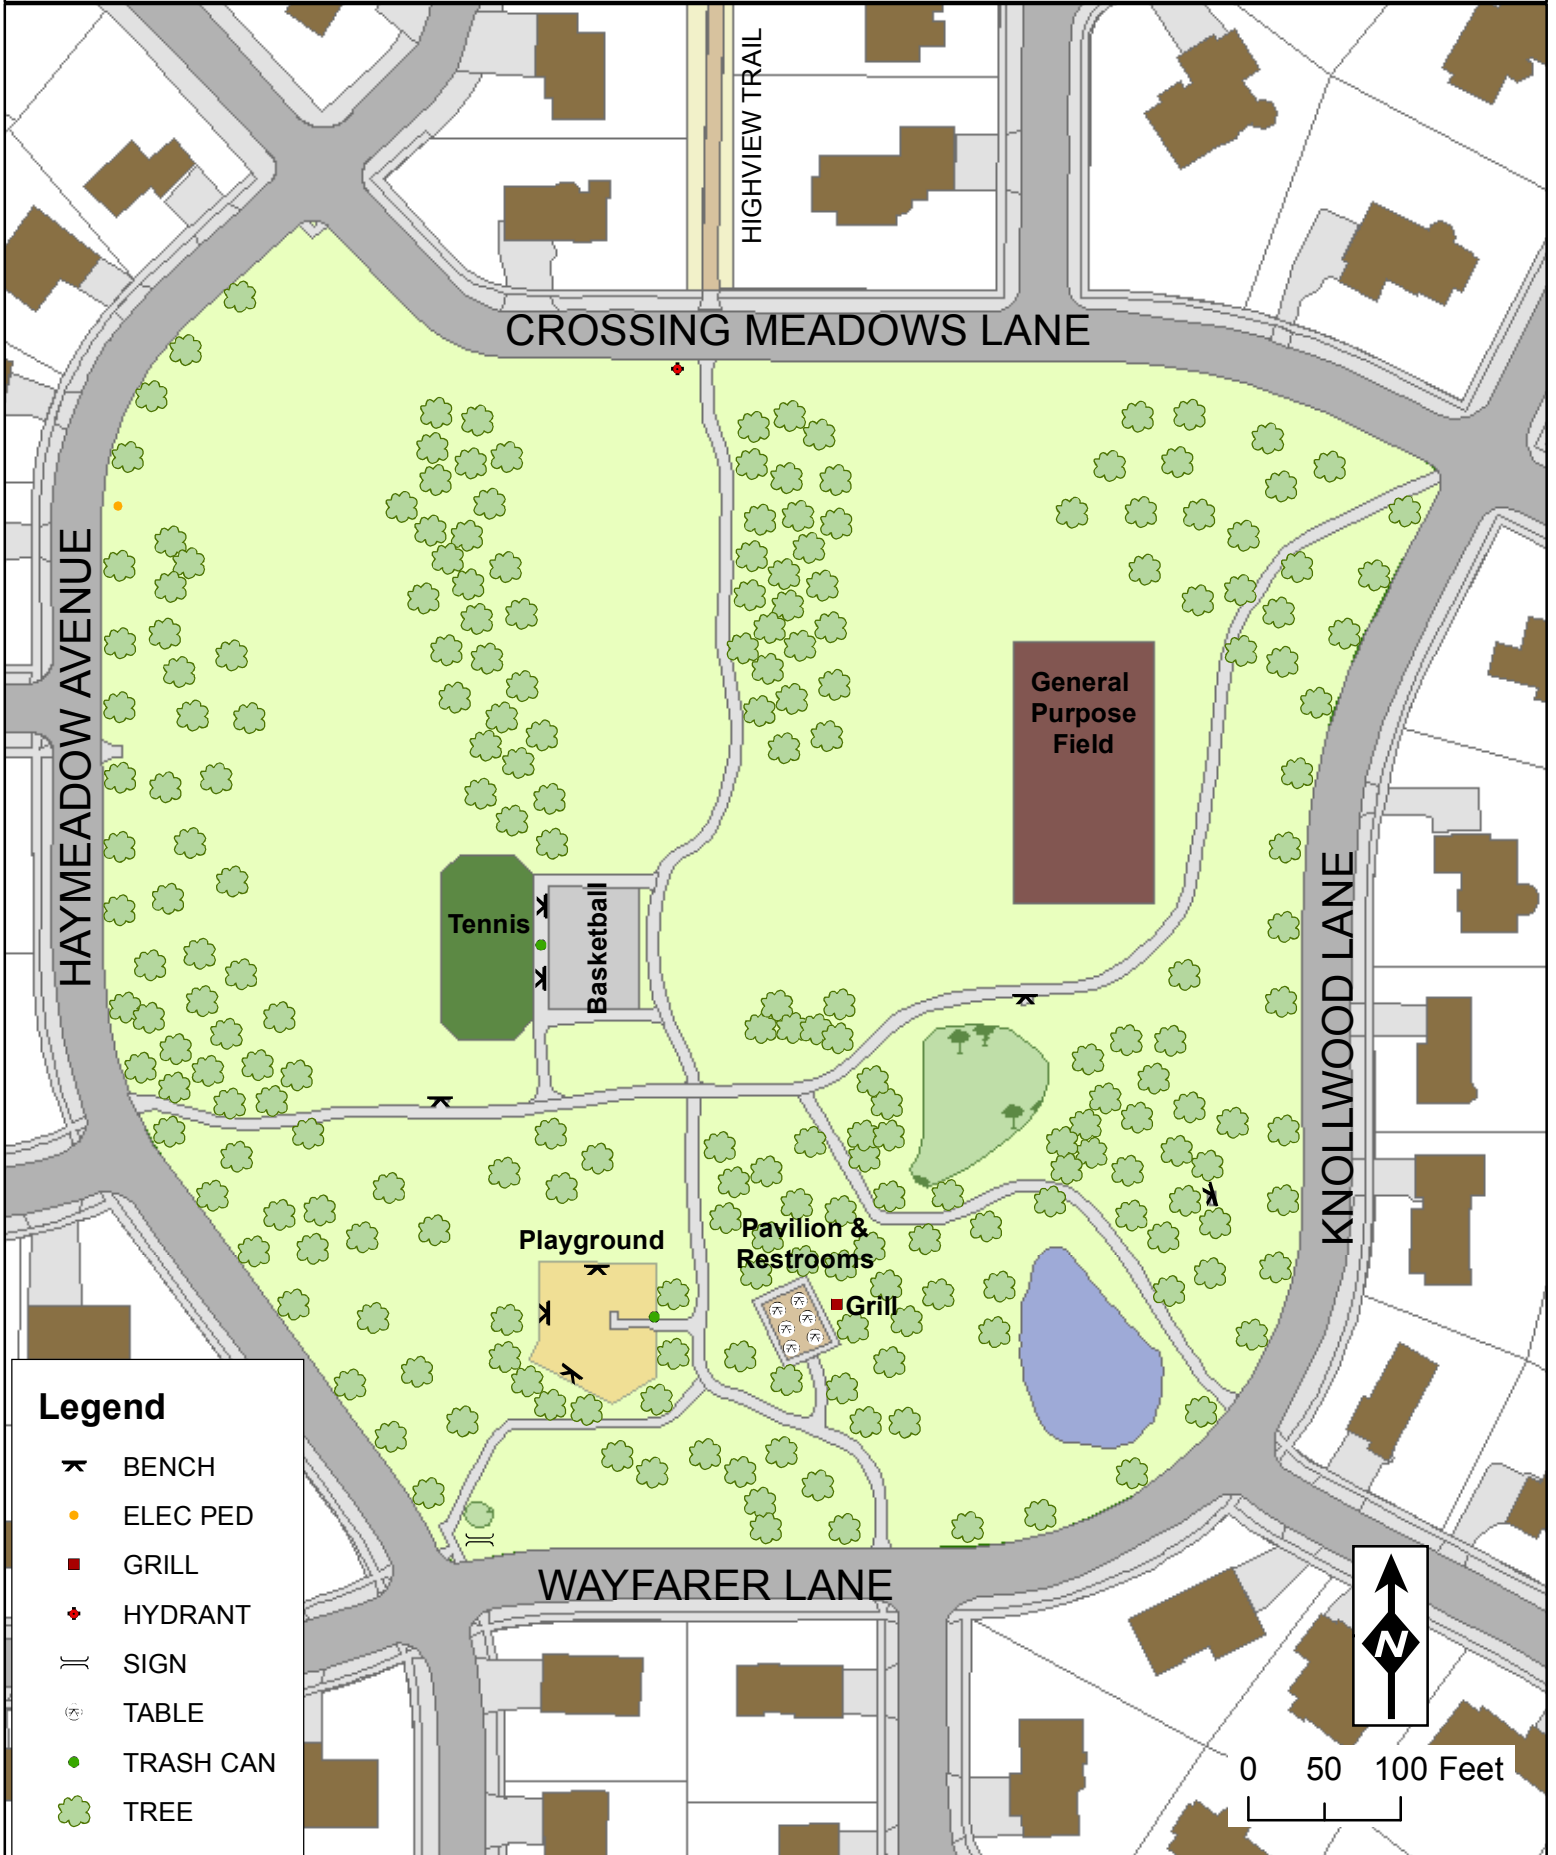 HIGHVIEW TRAIL
CROSSING MEADOWS LANE
HAYMEADOW AVENUE
General
Purpose
Field
Tennis
Basketball
KNOLLWOOD LANE
Playground
Pavilion &
Restrooms
Grill
Legend
BENCH
ELEC PED
GRILL
HYDRANT
SIGN
TABLE
TRASH CAN
TREE
WAYFARER LANE
N
0 50 100 Feet